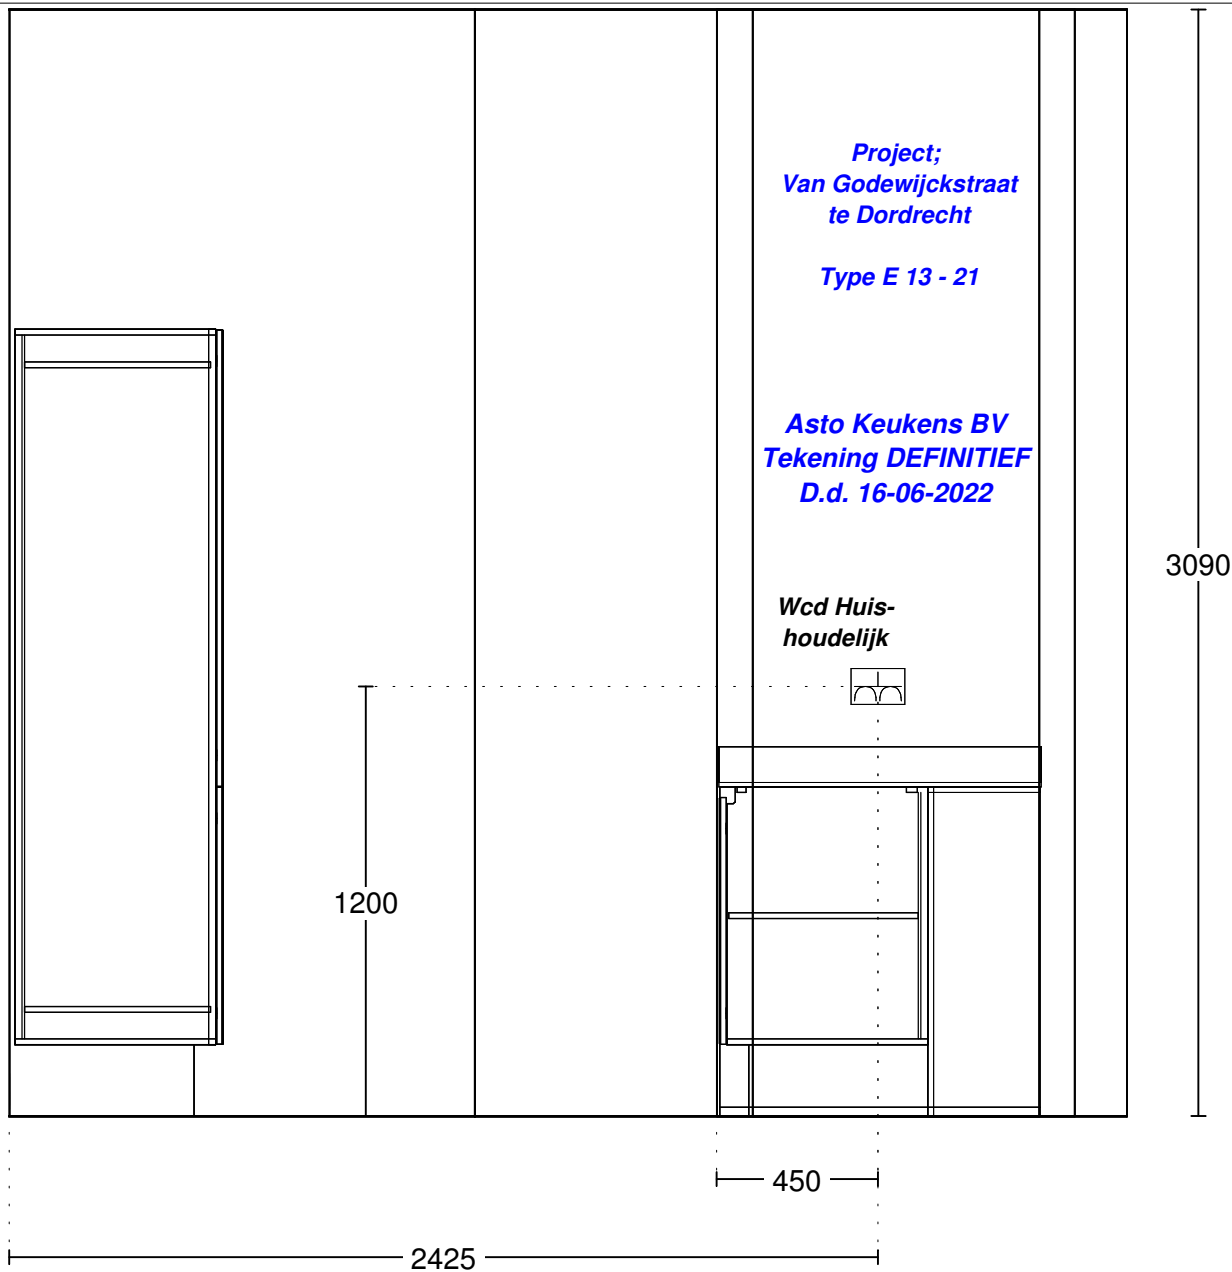 Project;
Van Godewijckstraat
te Dordrecht
Type E 13 - 21
Asto Keukens BV
Tekening DEFINITIEF
D.d. 16-06-2022
3090
Wcd Huis-
houdelijk
1200
450
2425